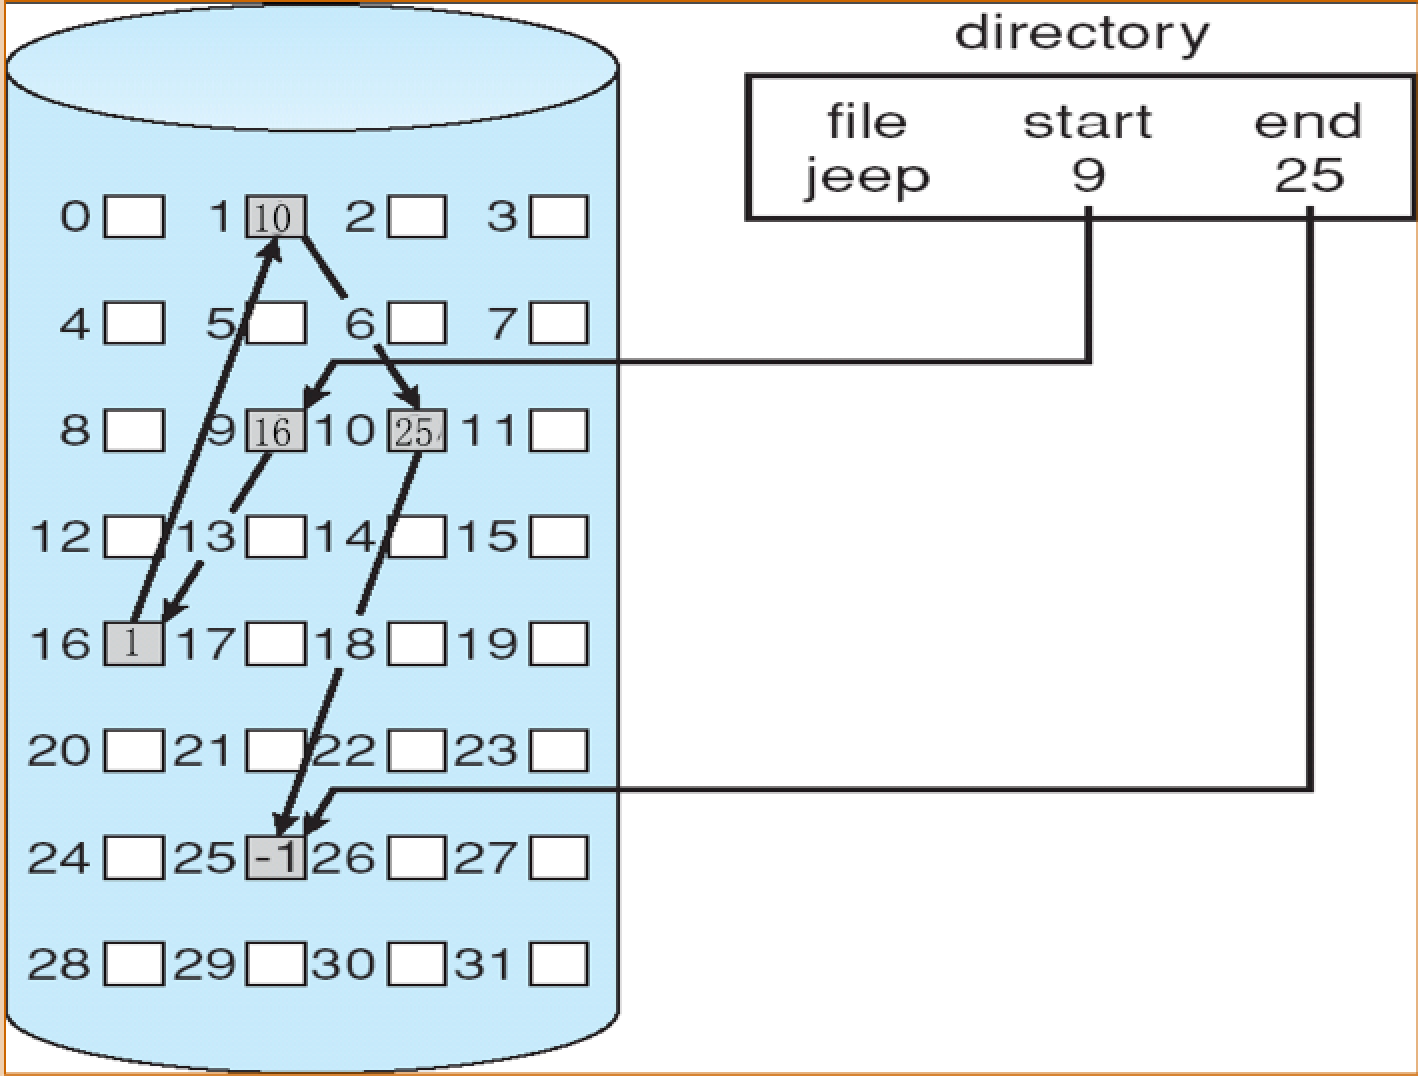 directory
file start end
jeep 9 25
0 1 10 2 3
4 5 6 7
8 9 16 10 25 11
12 13 14 15
16 1 17 18 19
20 21 22 23
24 25 -1 26 27
28 29 30 31